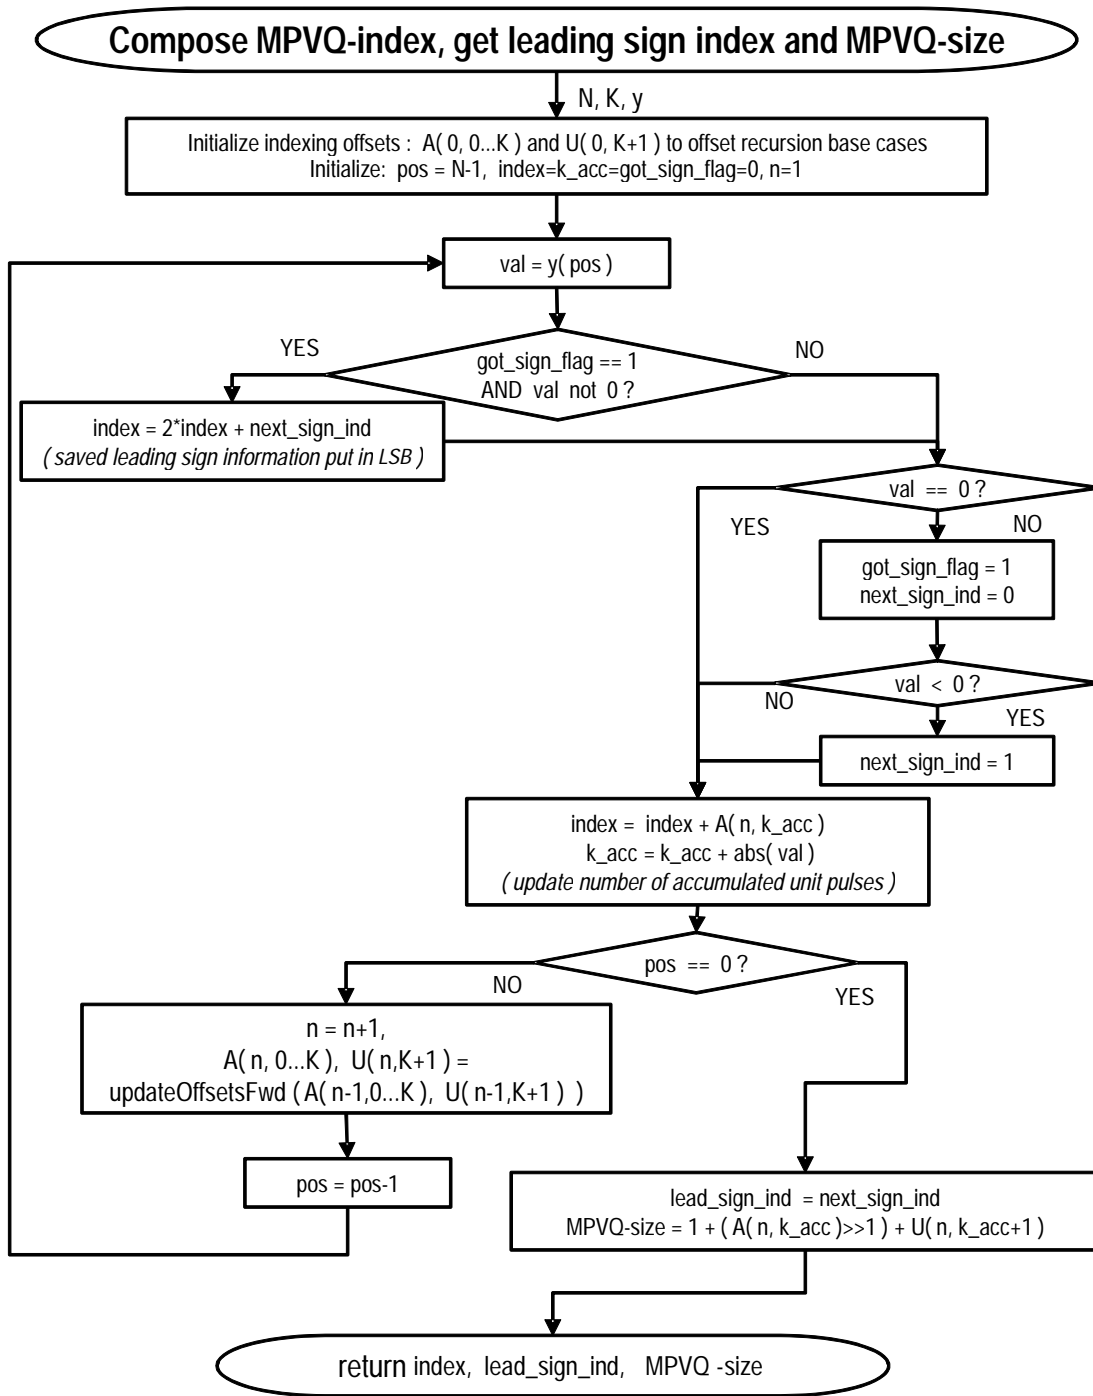 Compose MPVQ-index, get leading sign index and MPVQ-size
N, K, y
Initialize indexing offsets :  A( 0, 0...K ) and U( 0, K+1 ) to offset recursion base cases
Initialize:  pos = N-1,  index=k_acc=got_sign_flag=0, n=1
val = y( pos )
got_sign_flag == 1
AND  val  not  0 ?
YES
NO
index = 2*index + next_sign_ind
( saved leading sign information put in LSB )
val  ==  0 ?
YES
NO
got_sign_flag = 1
next_sign_ind = 0
val  <  0 ?
NO
YES
next_sign_ind = 1
index =  index + A( n, k_acc )
k_acc = k_acc + abs( val )
( update number of accumulated unit pulses )
pos  ==  0 ?
NO
YES
n = n+1,
A( n, 0...K ),  U( n,K+1 ) =
updateOffsetsFwd ( A( n-1,0...K ),  U( n-1,K+1 )  )
pos = pos-1
lead_sign_ind  = next_sign_ind
MPVQ-size = 1 + ( A( n, k_acc )>>1 ) + U( n, k_acc+1 )
return index,  lead_sign_ind,   MPVQ -size